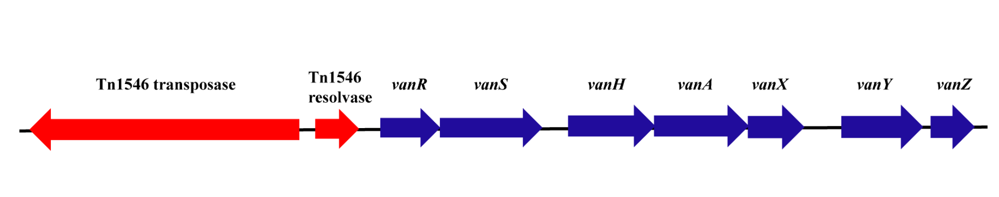 Tn1546 transposase
Tn1546
resolvase
vanR
vanS
vanH
vanA
vanX
vanY
vanZ